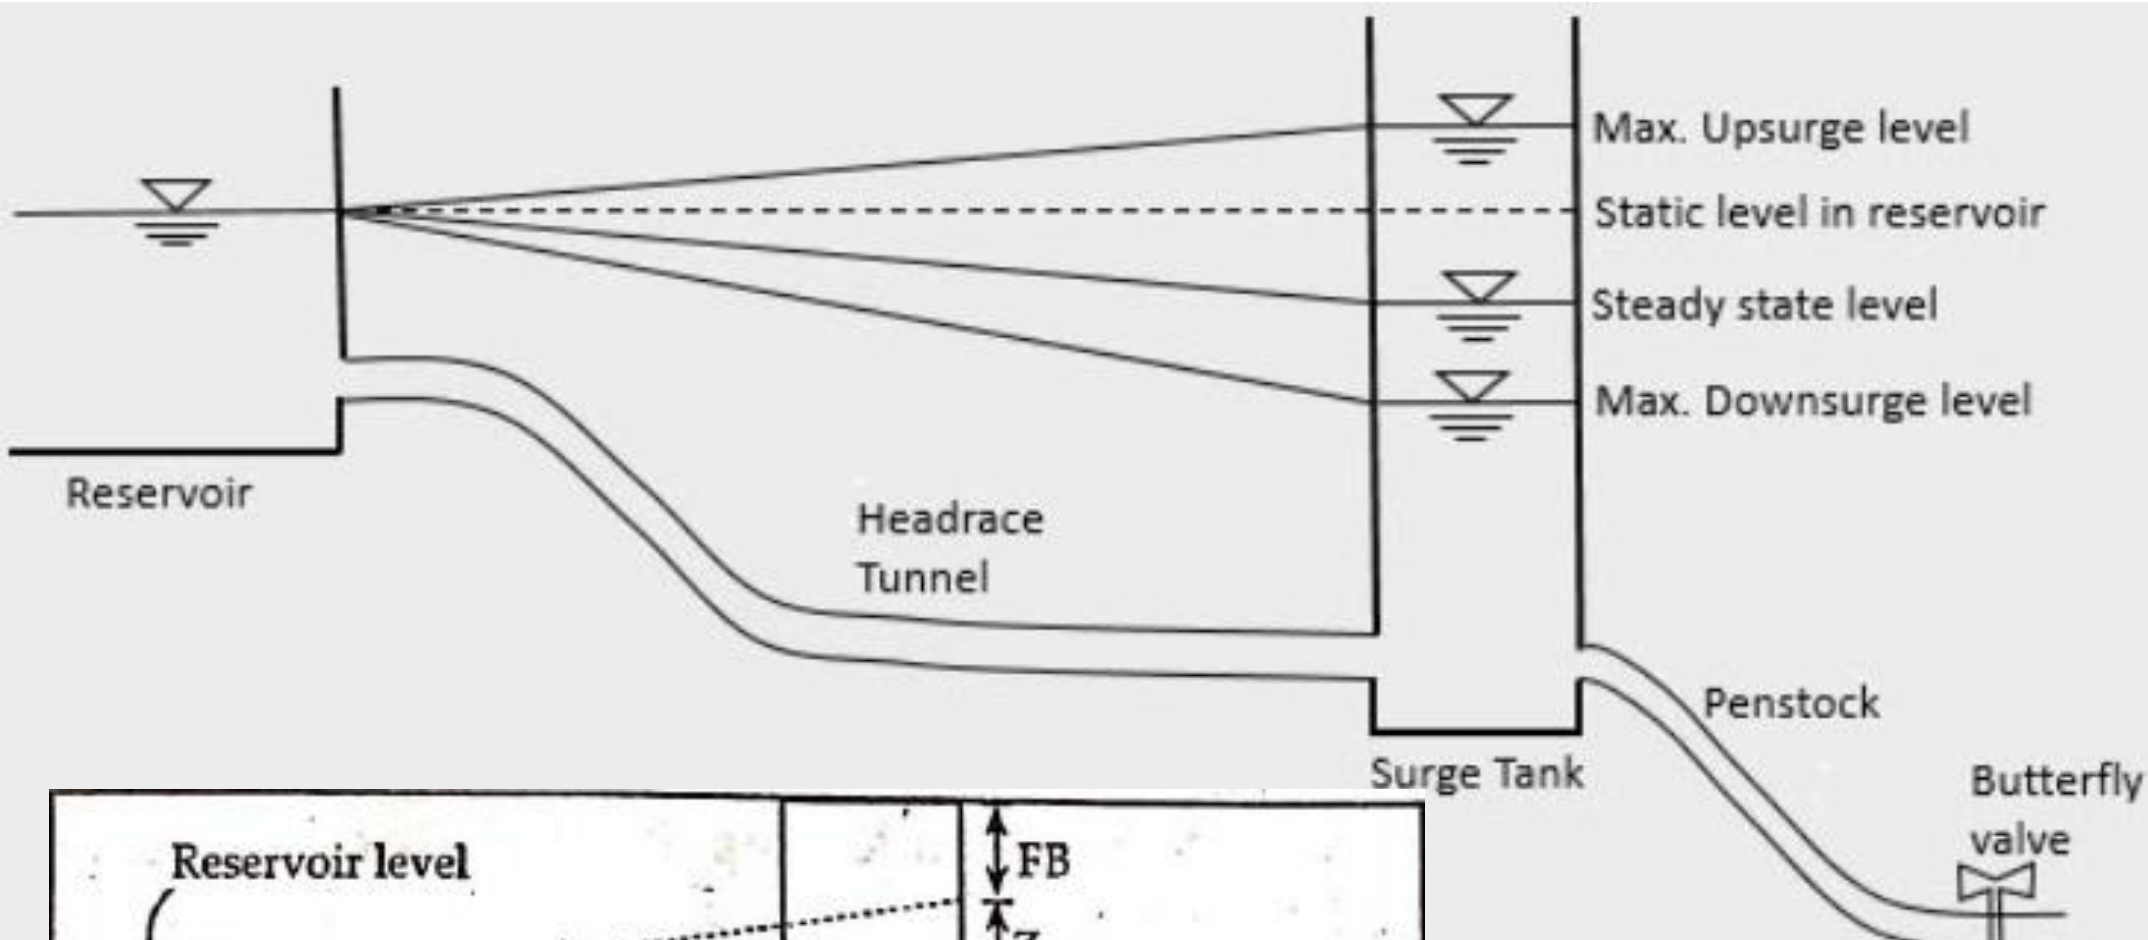 Max. Upsurge level
Static level in reservoir
Steady state level
Max. Downsurge level
Reservoir
Headrace
Tunnel
Penstock
Surge Tank
Butterfly
valve
Reservoir level
FB